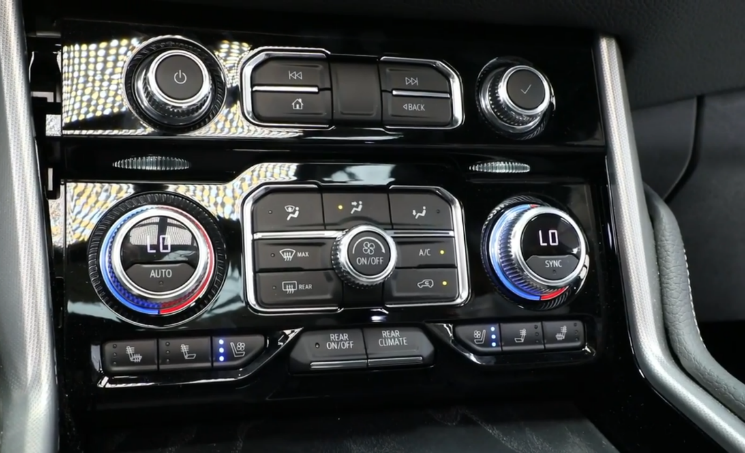 BACK
LO
AUTO
MAX
REAR
ON/OFF
A/C
LO
SYNC
REAR
ON/OFF
REAR
CLIMATE